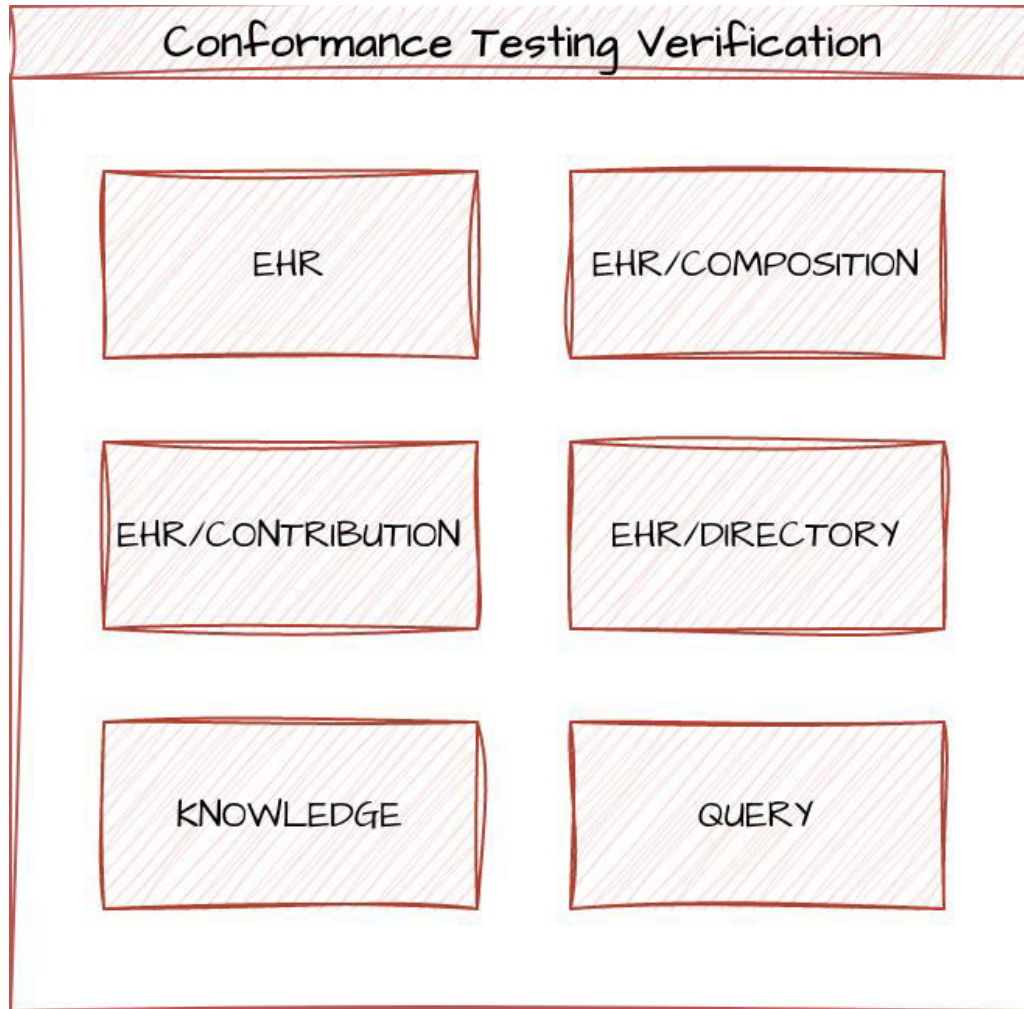 Conformance Testing Verification
EHR
EHR/COMPOSITION
EHR/CONTRIBUTION
EHR/DIRECTORY
KNOWLEDGE
QUERY